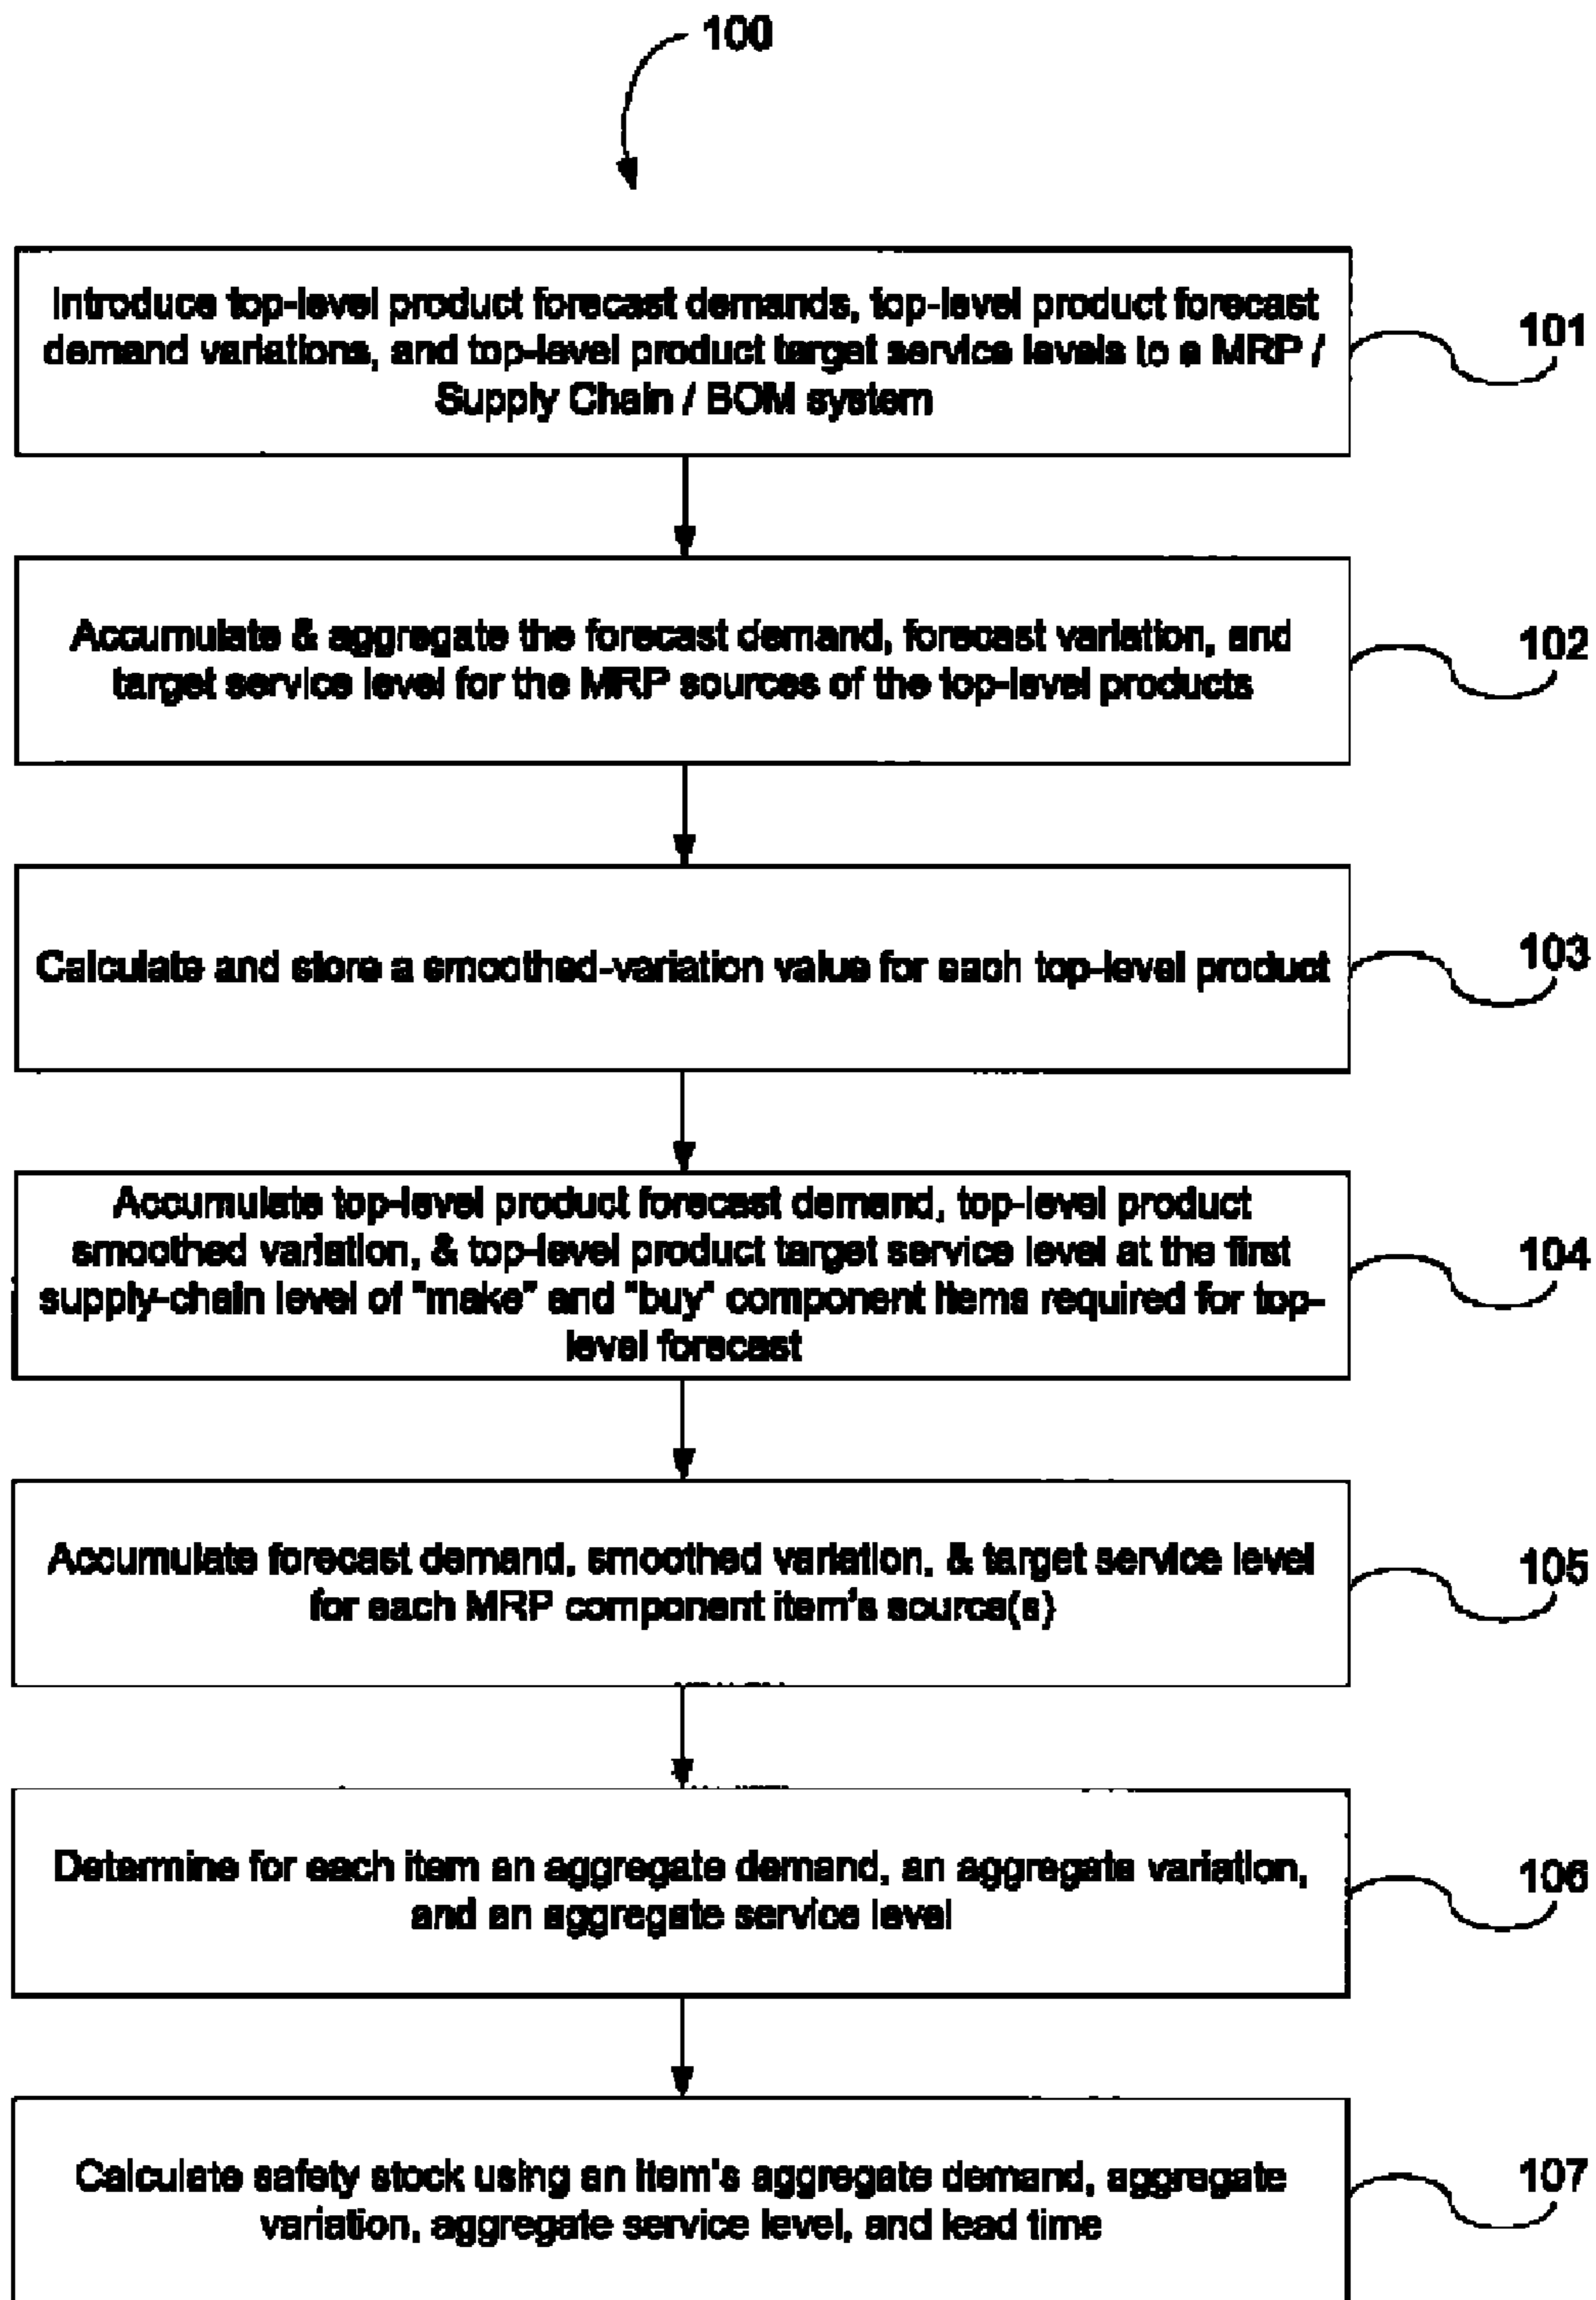 100
Introduce top-level product forecast demands, top-level product forecast
demand variations, and top-level product target service levels to a MRP /
Supply Chain / BOM system
101
Accumulate & aggregate the forecast demand, forecast variation, and
target service level for the MRP sources of the top-level products
102
Calculate and store a smoothed-variation value for each top-level product
103
Accumulate top-level product forecast demand, top-level product
smoothed variation, & top-level product target service level at the first
supply-chain level of "make" and "buy" component items required for top-
level forecast
104
Accumulate forecast demand, smoothed variation, & target service level
for each MRP component item's source(s)
105
Determine for each item an aggregate demand, an aggregate variation,
and an aggregate service level
106
Calculate safety stock using an item's aggregate demand, aggregate
variation, aggregate service level, and lead time
107